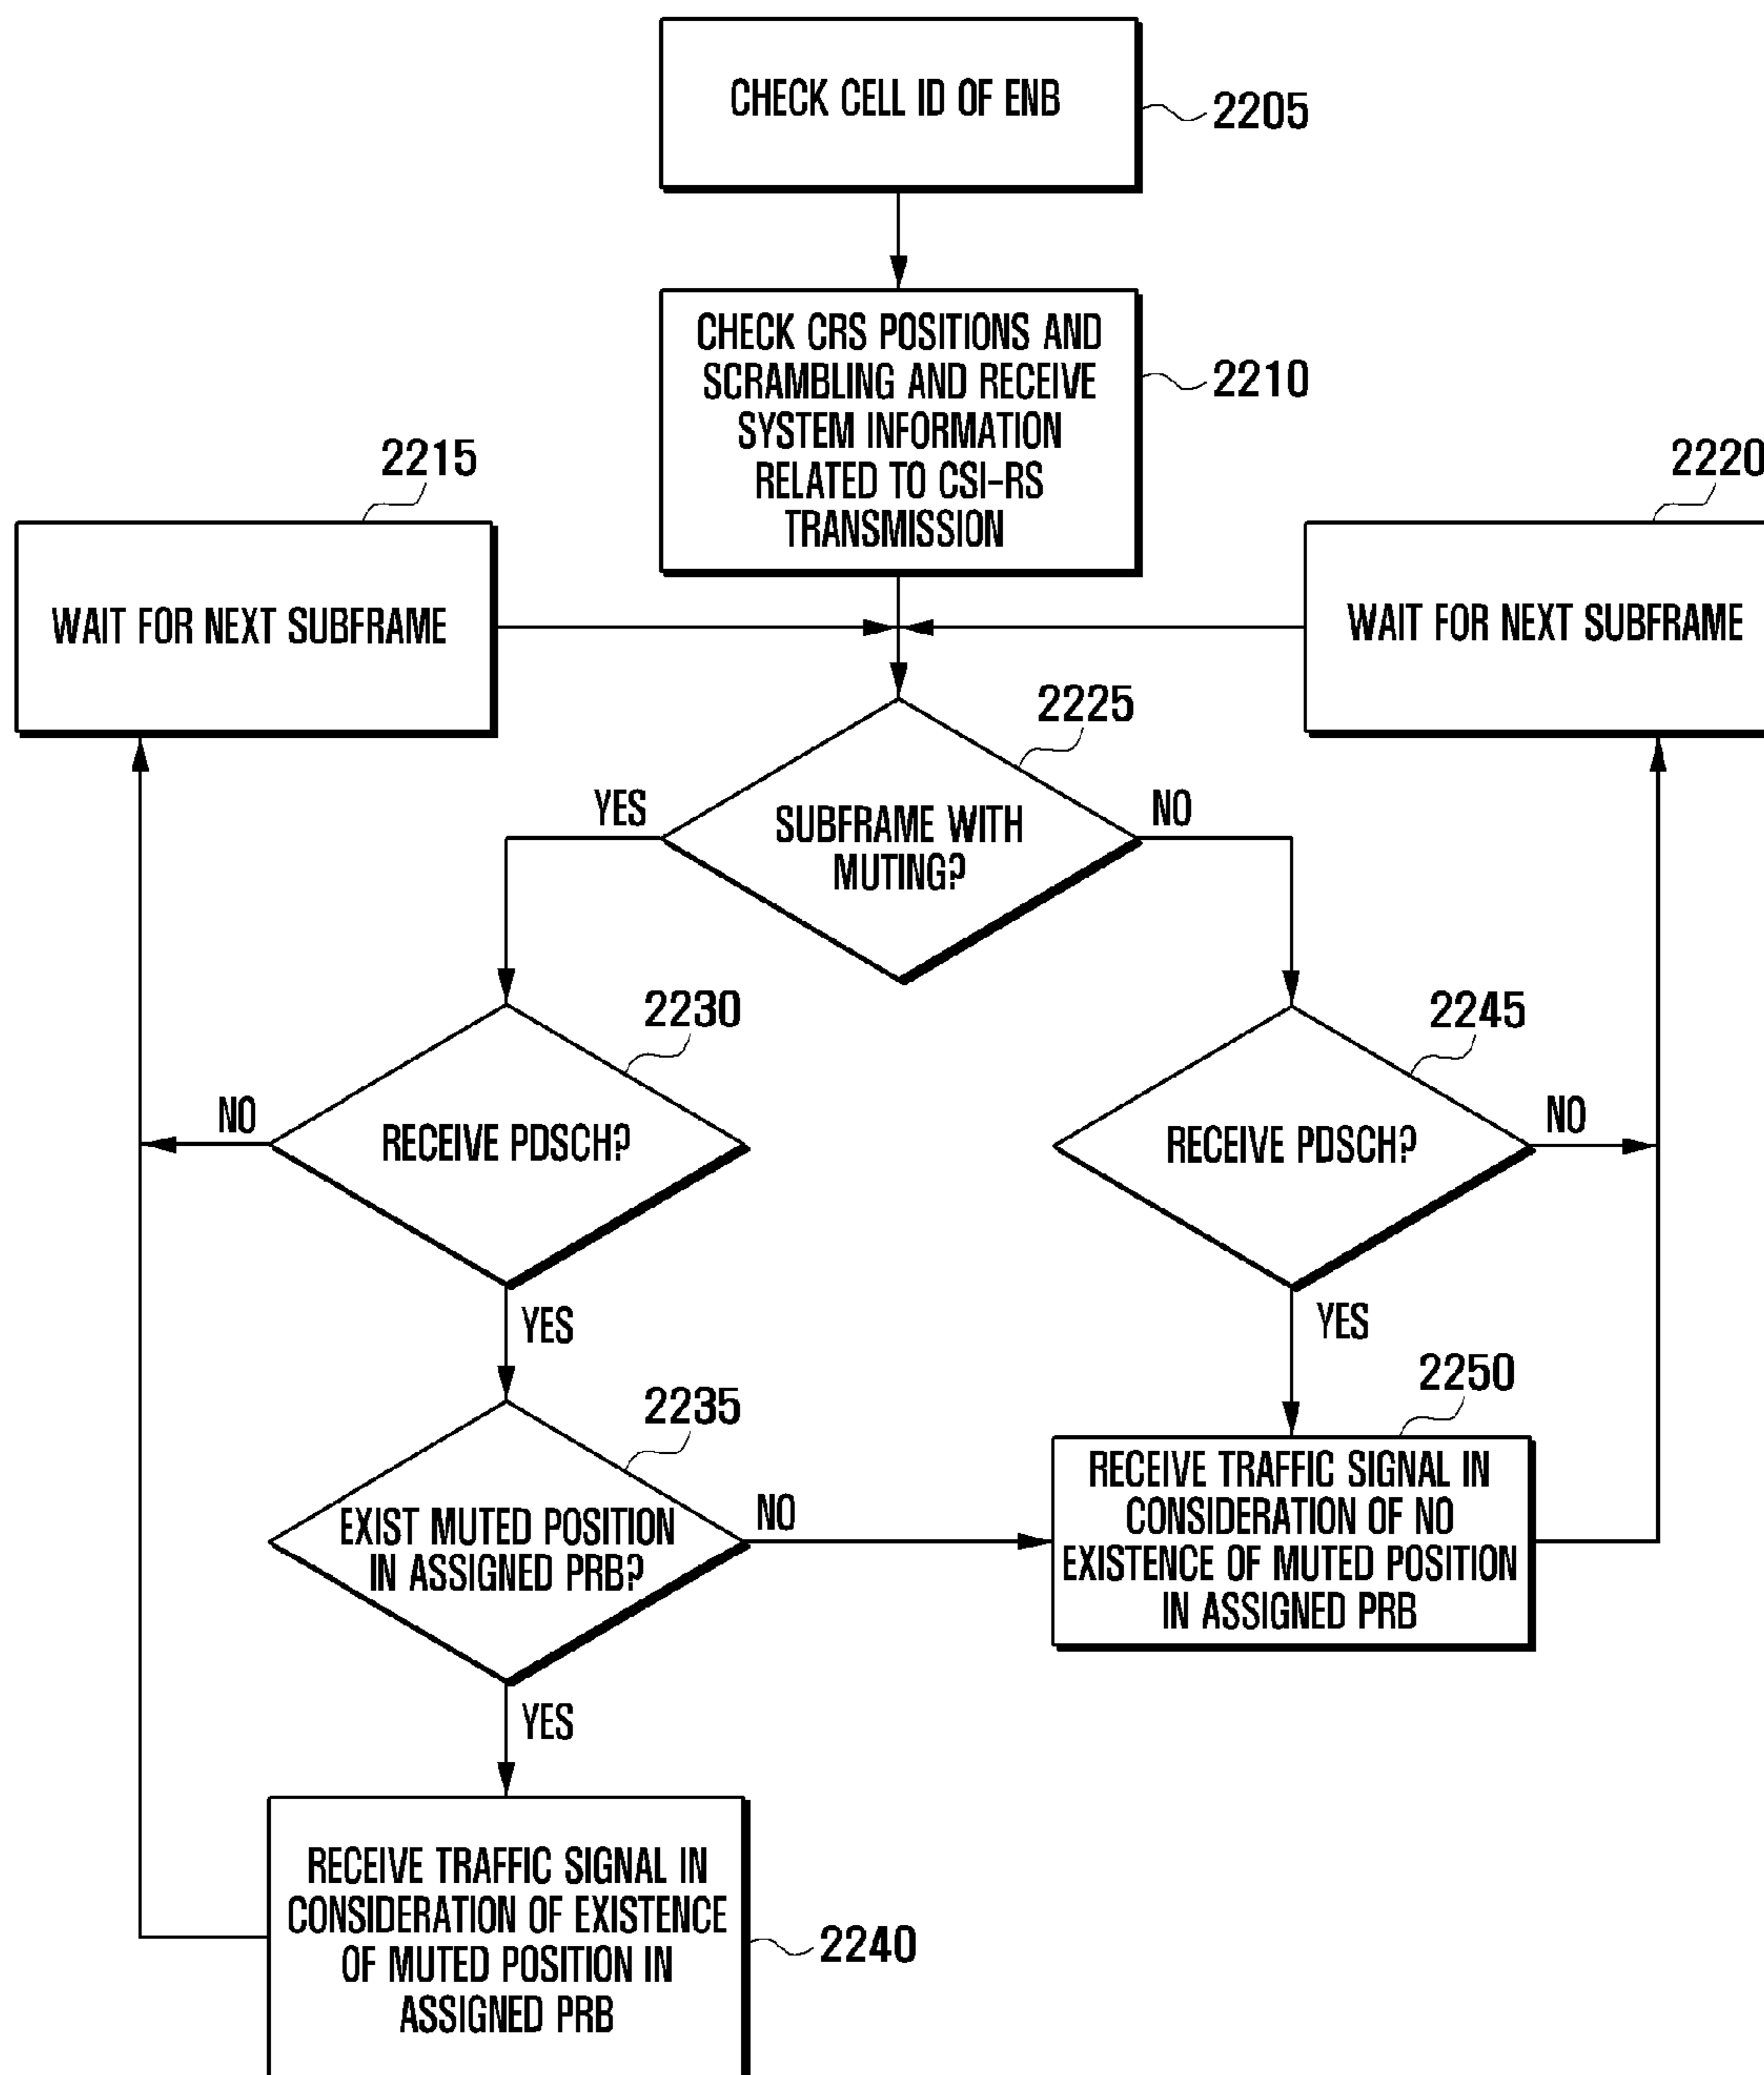 CHECK CELL ID OF ENB
2205
CHECK CRS POSITIONS AND
SCRAMBLING AND RECEIVE
SYSTEM INFORMATION
RELATED TO CSI-RS
TRANSMISSION
2210
2215
WAIT FOR NEXT SUBFRAME
2220
WAIT FOR NEXT SUBFRAME
2225
SUBFRAME WITH
MUTING?
YES
NO
2230
RECEIVE PDSCH?
NO
YES
2245
RECEIVE PDSCH?
NO
YES
2235
EXIST MUTED POSITION
IN ASSIGNED PRB?
NO
YES
2250
RECEIVE TRAFFIC SIGNAL IN
CONSIDERATION OF NO
EXISTENCE OF MUTED POSITION
IN ASSIGNED PRB
RECEIVE TRAFFIC SIGNAL IN
CONSIDERATION OF EXISTENCE
OF MUTED POSITION IN
ASSIGNED PRB
2240